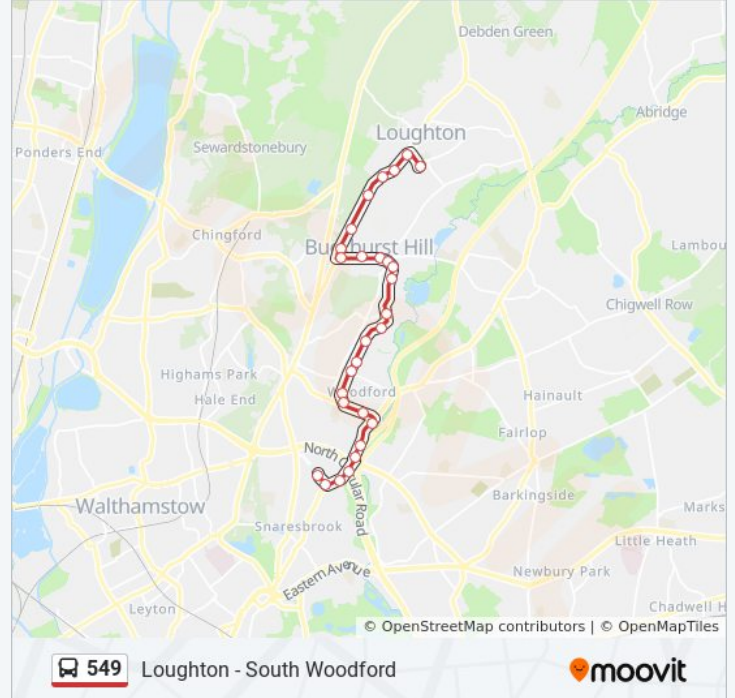 Debden Green
Abridge
Loughton
Sewardstonebury
Ponders End
Chingford
Buckhurst Hill
Lambou
Chigwell Row
Highams Park
Woodford
Hainault
Hale End
Fairlop
North Circular Road
Barkingside
Walthamstow
Marks
Snaresbrook
Little Heath
Eastern Avenue
Newbury Park
Leyton
Chadwell H
© OpenStreetMap contributors | © OpenMapTiles
549 Loughton - South Woodford
moovit